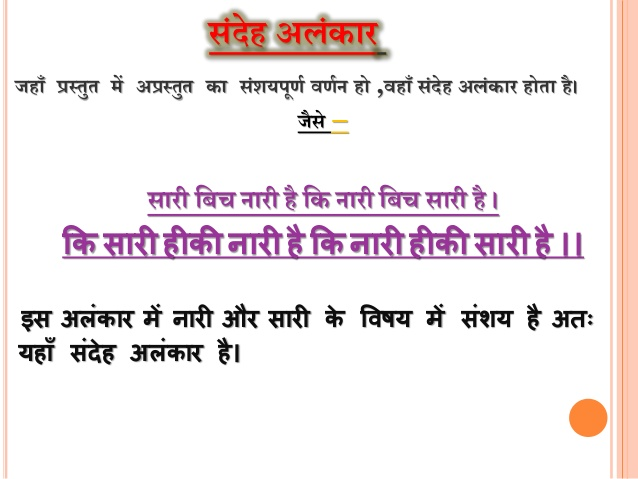 संदेह अलंकार
जहाँ प्रस्तुत में अप्रस्तुत का संशयपूर्ण वर्णन हो ,वहाँ संदेह अलंकार होता है।
जैसे –
सारी बिच नारी है कि नारी बिच सारी है।
कि सारी हीकी नारी है कि नारी हीकी सारी है ।।
इस अलंकार में नारी और सारी के विषय में संशय है अतः
यहाँ संदेह अलंकार है।